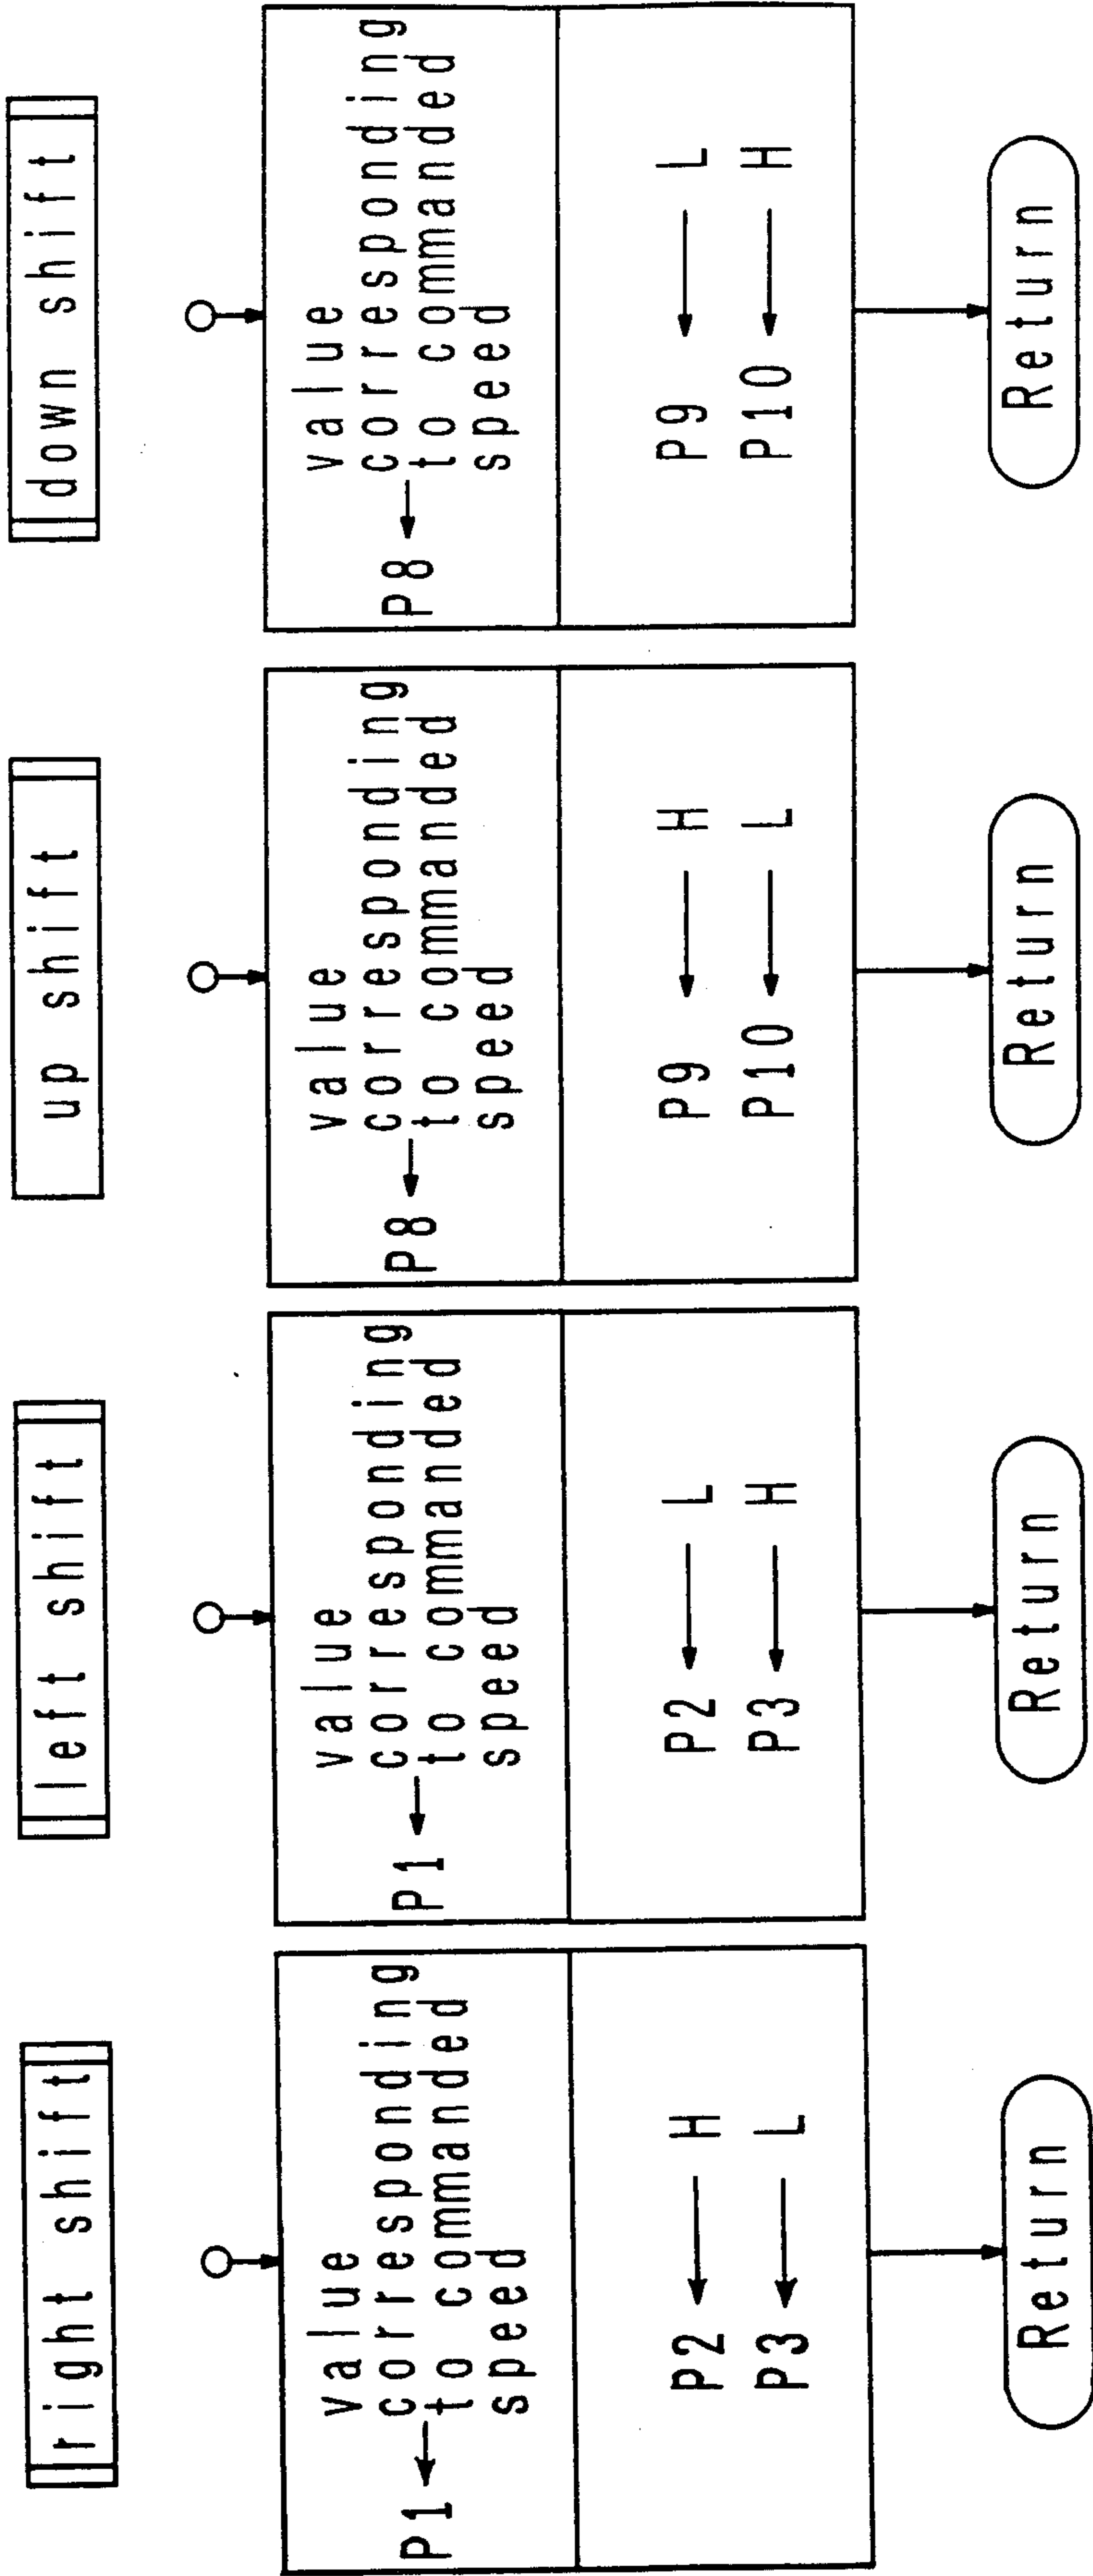 right shift
P1 ← value
corresponding
to commanded
speed
P2 ← H
P3 ← L
Return
left shift
P1 ← value
corresponding
to commanded
speed
P2 ← L
P3 ← H
Return
up shift
P8 ← value
corresponding
to commanded
speed
P9 ← H
P10 ← L
Return
down shift
P8 ← value
corresponding
to commanded
speed
P9 ← L
P10 ← H
Return